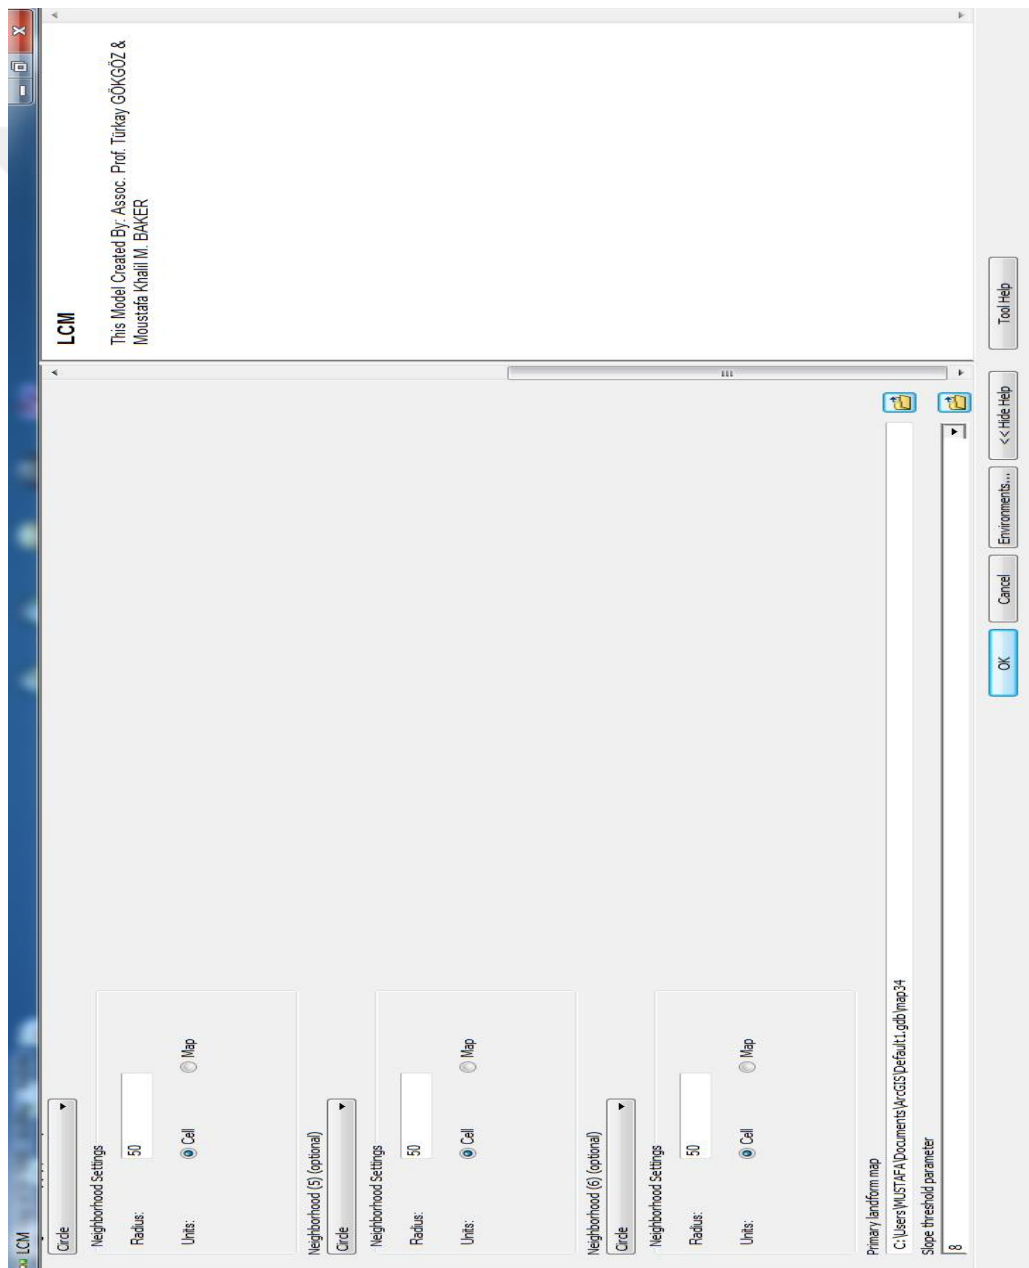 LCM
Circle
Neighborhood Settings
Radius:
50
Units:
Cell
Map
Neighborhood (5) (optional)
Circle
Neighborhood Settings
Radius:
50
Units:
Cell
Map
Neighborhood (6) (optional)
Circle
Neighborhood Settings
Radius:
50
Units:
Cell
Map
Primary landform map
C:\Users\MUSTAFA\Documents\ArcGIS\Default1.gdb\map34
Slope threshold parameter
8
LCM
This Model Created By: Assoc. Prof. Türkay GÖKGÖZ &
Moustafa Khalil M. BAKER
OK
Cancel
Environments...
<< Hide Help
Tool Help